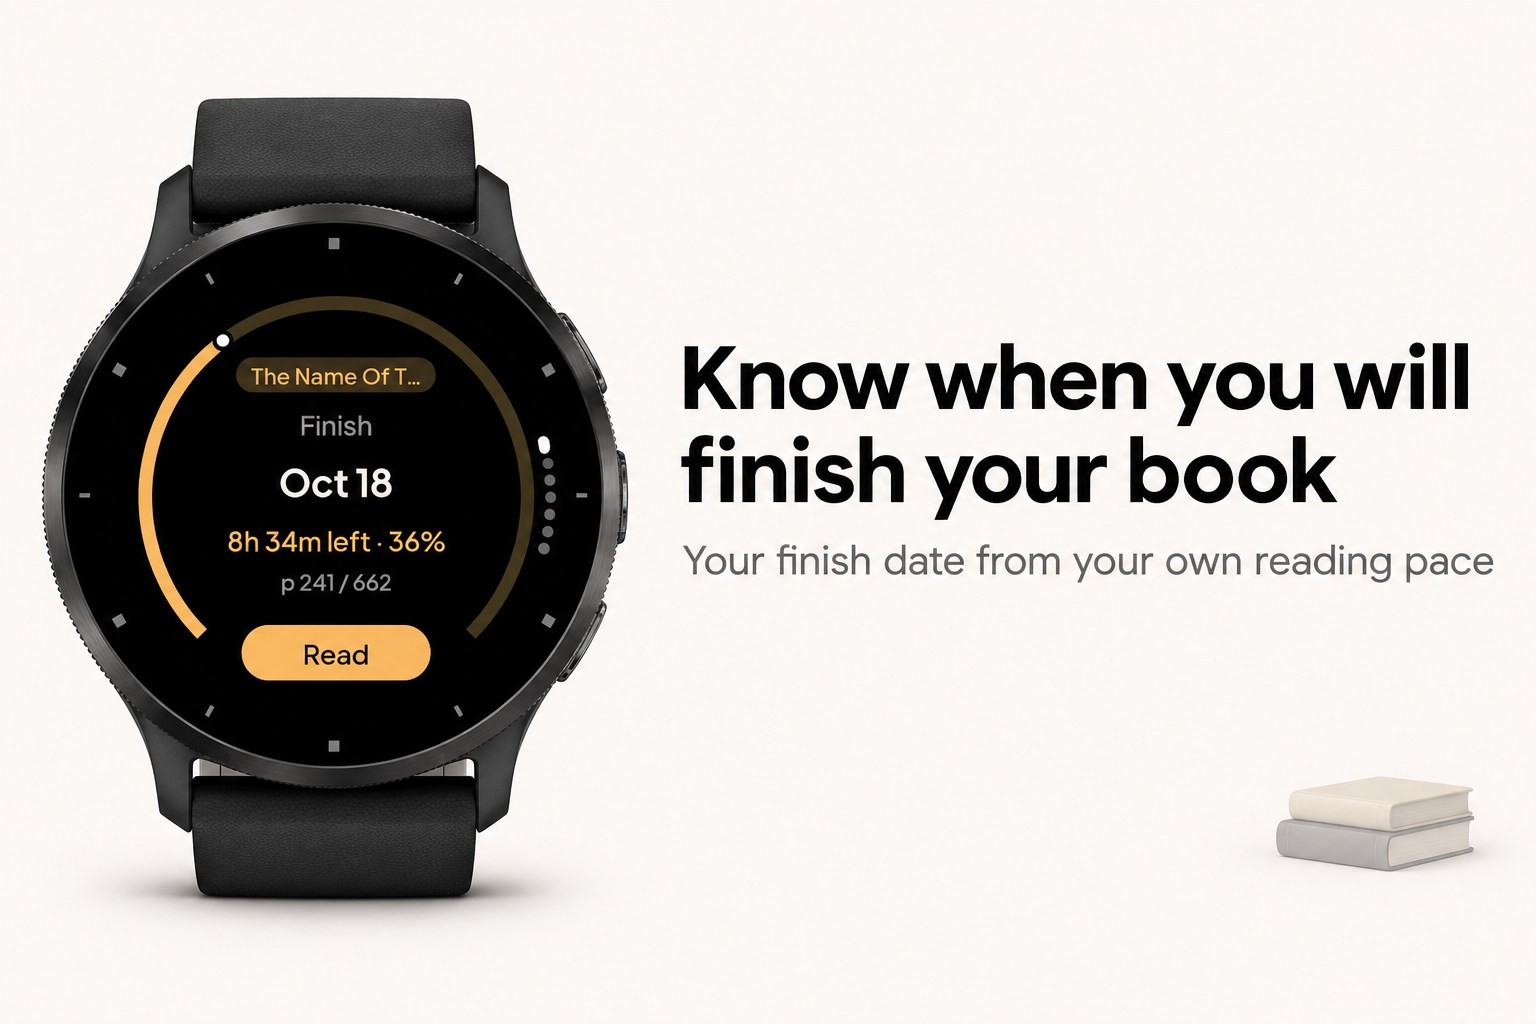 The Name Of T...
Finish
Oct 18
8h 34m left · 36%
p 241 / 662
Read
Know when you will
finish your book
Your finish date from your own reading pace